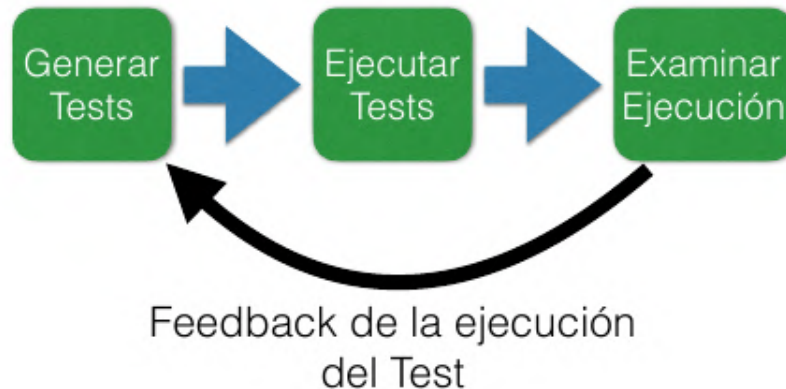 Generar
Tests
Ejecutar
Tests
Examinar
Ejecución
Feedback de la ejecución
del Test